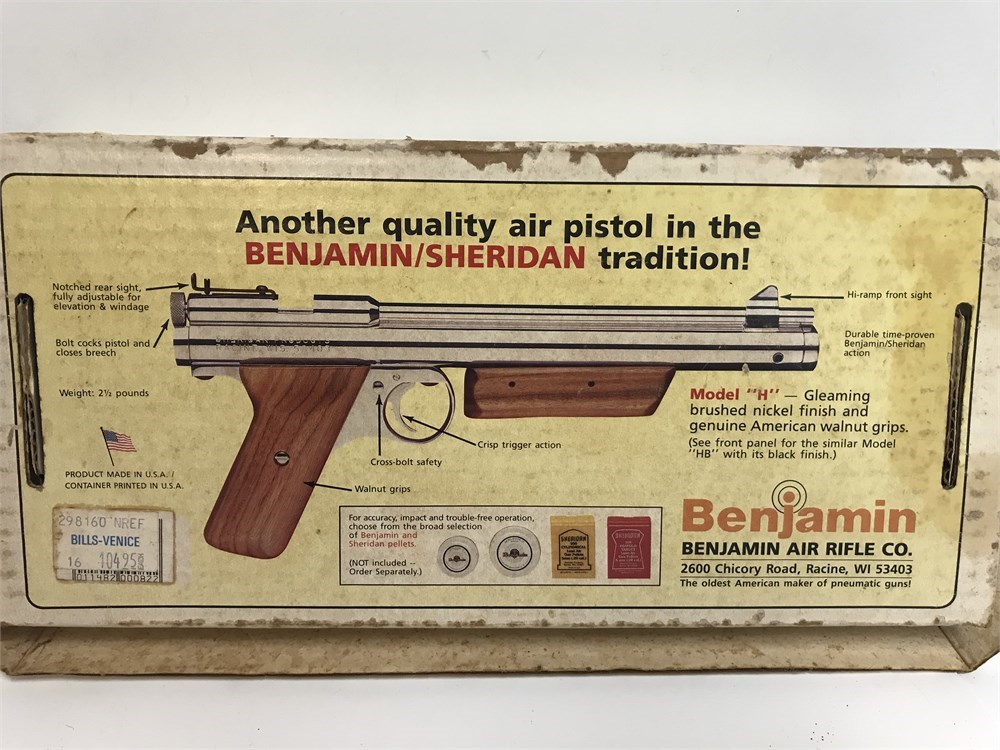 Another quality air pistol in the
BENJAMIN/SHERIDAN tradition!
Notched rear sight,
fully adjustable for
elevation & windage
Hi-ramp front sight
Bolt cocks pistol and
closes breech
Durable time-proven
Benjamin/Sheridan
action
Weight: 2½ pounds
Model "H" — Gleaming
brushed nickel finish and
genuine American walnut grips.
(See front panel for the similar Model
"HB" with its black finish.)
Crisp trigger action
Cross-bolt safety
Walnut grips
PRODUCT MADE IN U.S.A. /
CONTAINER PRINTED IN U.S.A.
298160 NREF
BILLS-VENICE
16 10425
011482 000822
For accuracy, impact and trouble-free operation,
choose from the broad selection
of Benjamin and
Sheridan pellets.
(NOT included —
Order Separately.)
SHERIDAN
Benjamin
BENJAMIN AIR RIFLE CO.
2600 Chicory Road, Racine, WI 53403
The oldest American maker of pneumatic guns!